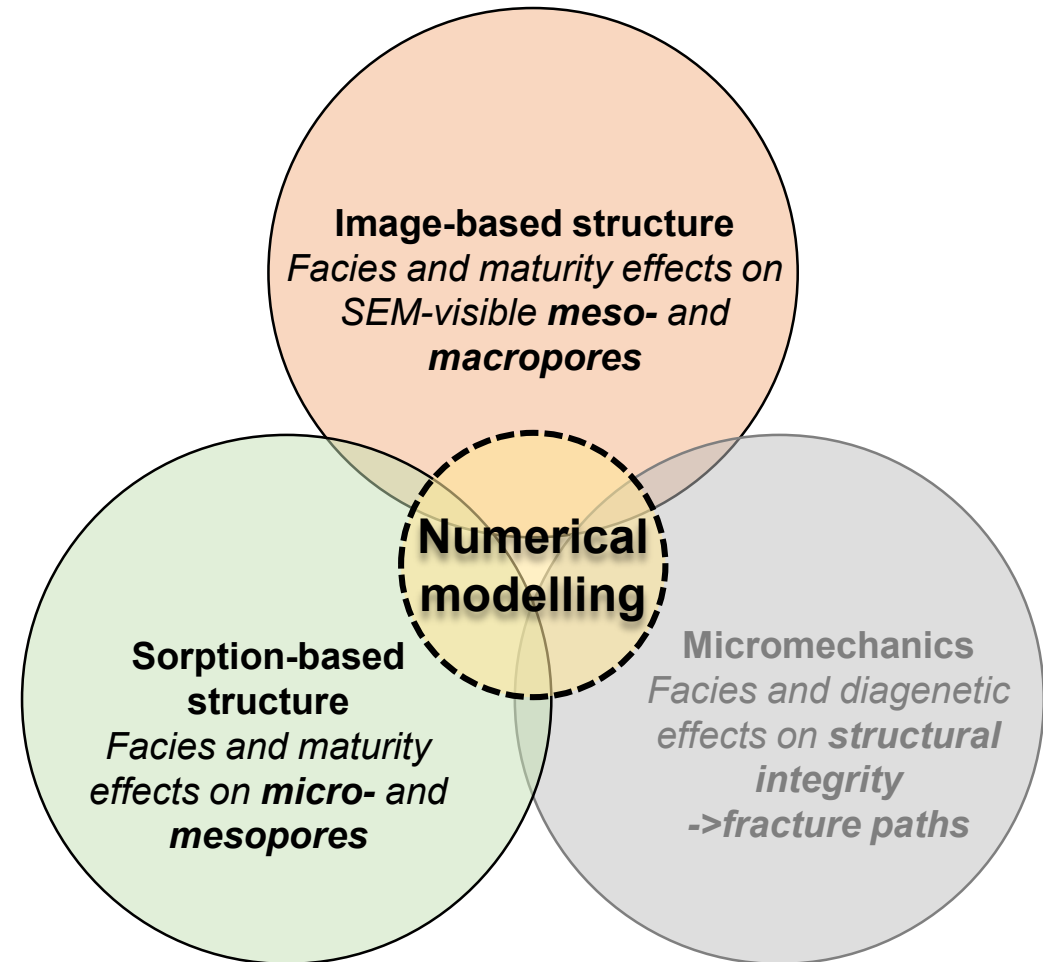 Image-based structure
Facies and maturity effects on
SEM-visible meso- and
macropores
Numerical
modelling
Sorption-based
structure
Facies and maturity
effects on micro- and
mesopores
Micromechanics
Facies and diagenetic
effects on structural
integrity
->fracture paths